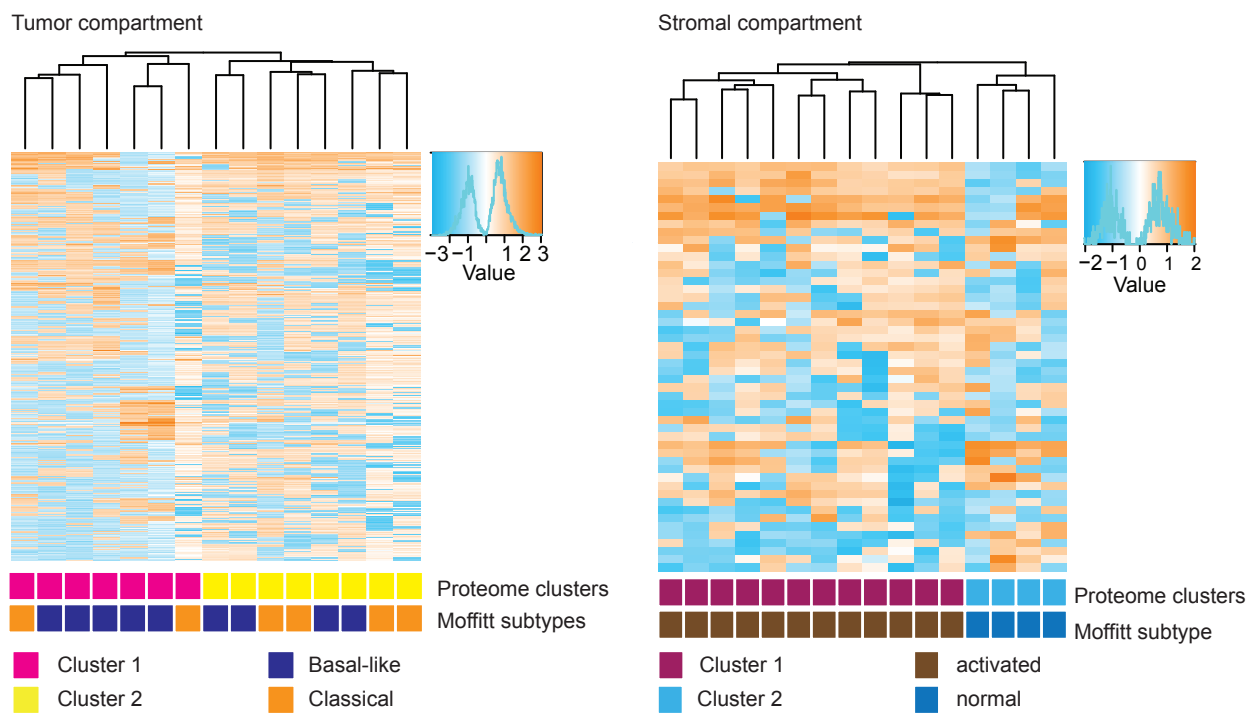 Tumor compartment
Stromal compartment
−3 −1 1 2 3
Value
−2 −1 0 1 2
Value
Proteome clusters
Moffitt subtypes
Proteome clusters
Moffitt subtype
Cluster 1
Basal-like
Cluster 2
Classical
Cluster 1
activated
Cluster 2
normal